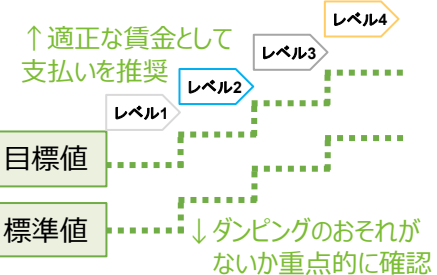 レベル4
↑適正な賃金として
支払いを推奨
レベル3
レベル2
レベル1
目標値
標準値
↓ダンピングのおそれが
ないか重点的に確認